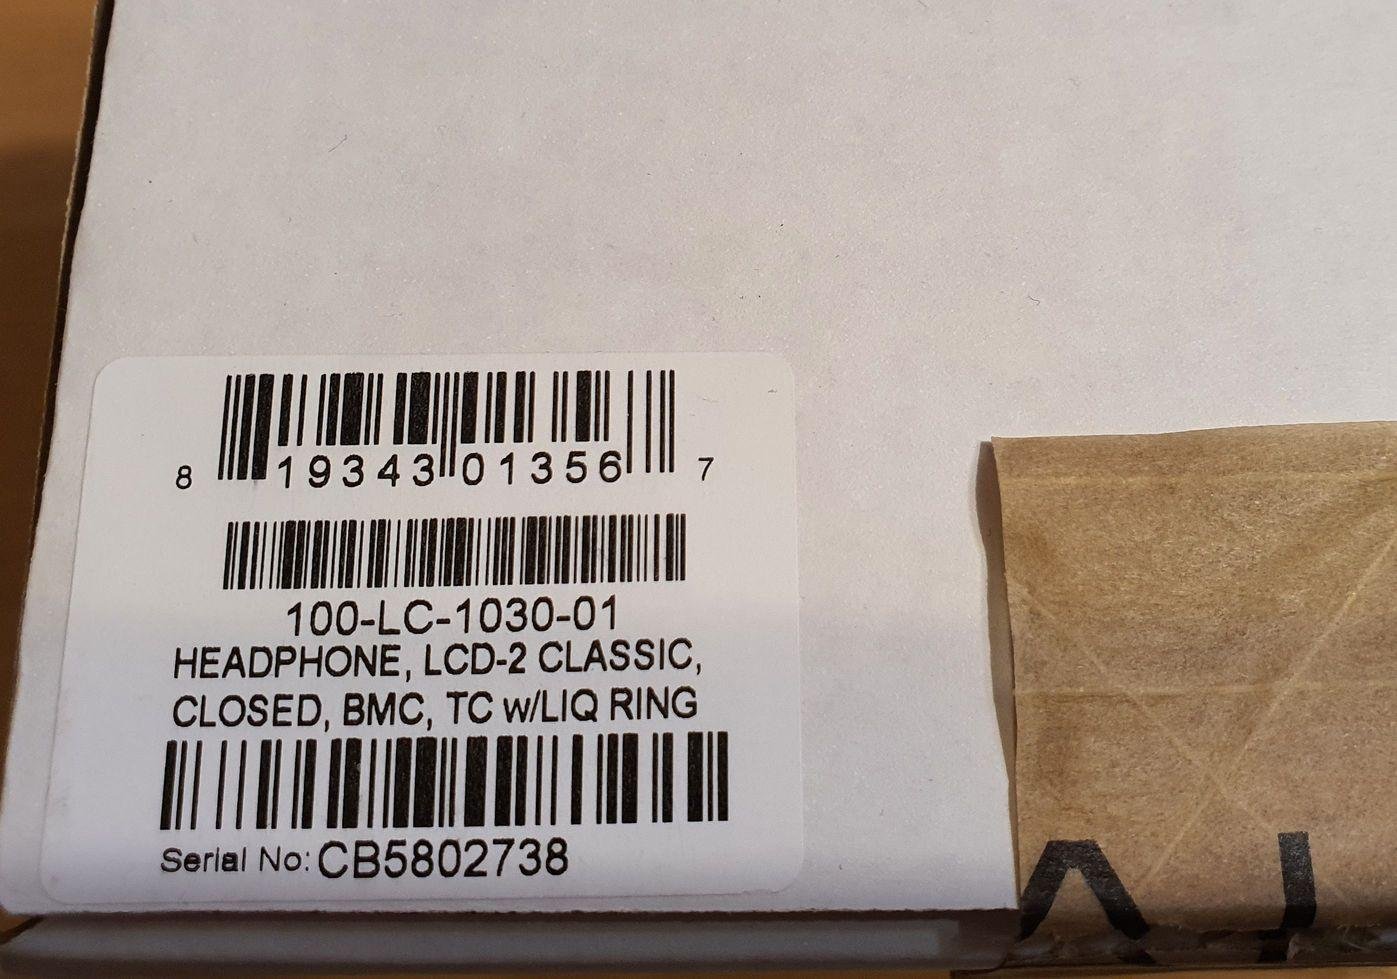 8 19343 01356 7
100-LC-1030-01
HEADPHONE, LCD-2 CLASSIC,
CLOSED, BMC, TC w/LIQ RING
Serial No: CB5802738